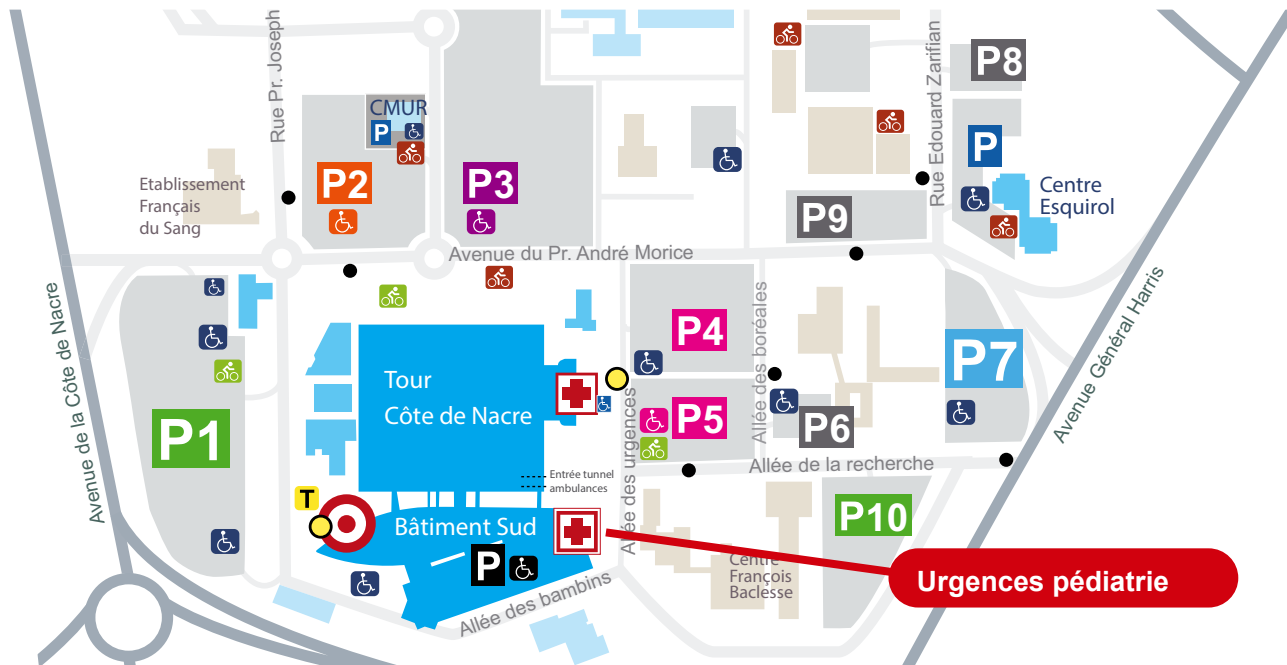 Rue Pr. Joseph
CMUR
P
P2
P3
Etablissement
Français
du Sang
Rue Edouard Zarifian
P8
P
Centre
Esquirol
P9
Avenue du Pr. André Morice
Avenue de la Côte de Nacre
Avenue Général Harris
P1
Tour
Côte de Nacre
P4
P5
Allée des boréales
P6
P7
Allée des urgences
Allée de la recherche
Entrée tunnel
ambulances
T
Bâtiment Sud
P
Allée des bambins
Centre
François
Baclesse
P10
Urgences pédiatrie